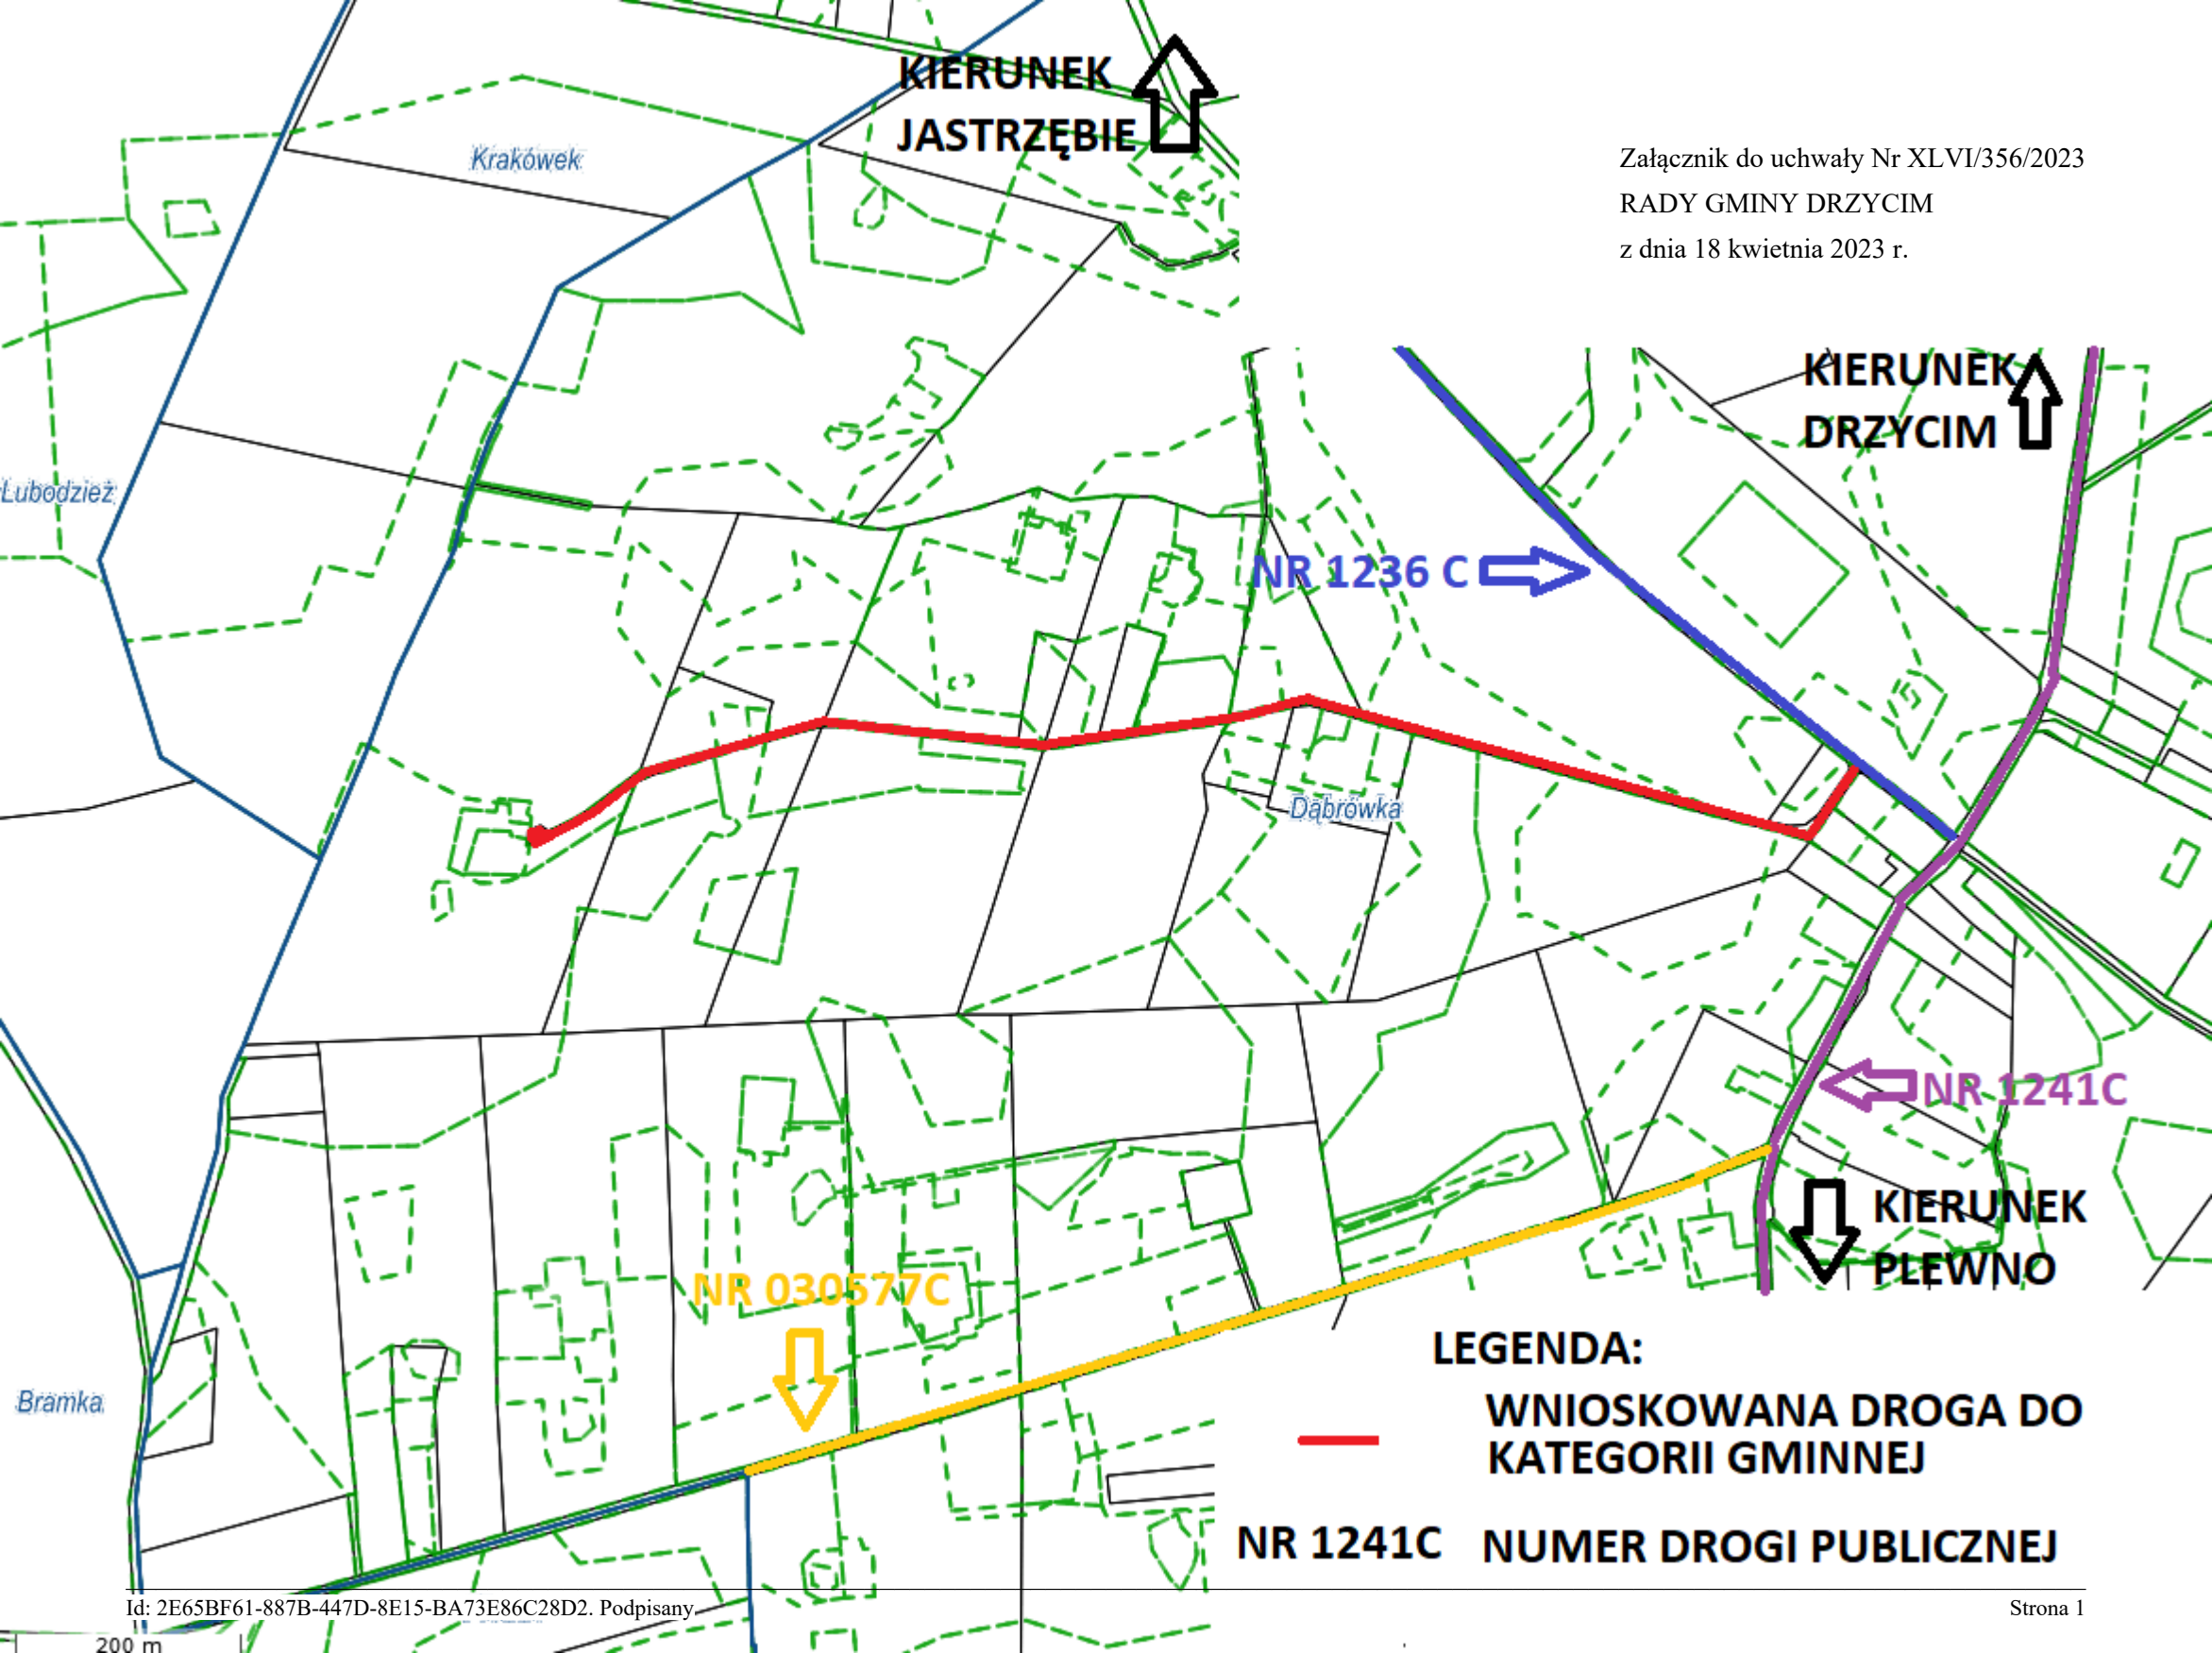 KIERUNEK
JASTRZĘBIE
Krakówek
Załącznik do uchwały Nr XLVI/356/2023
RADY GMINY DRZYCIM
z dnia 18 kwietnia 2023 r.
KIERUNEK
DRZYCIM
Łubodzież
NR 1236 C
Dąbrówka
NR 1241C
KIERUNEK
PLEWNO
NR 030577C
LEGENDA:
WNIOSKOWANA DROGA DO
KATEGORII GMINNEJ
Bramka
NR 1241C NUMER DROGI PUBLICZNEJ
Id: 2E65BF61-887B-447D-8E15-BA73E86C28D2. Podpisany
Strona 1
200 m